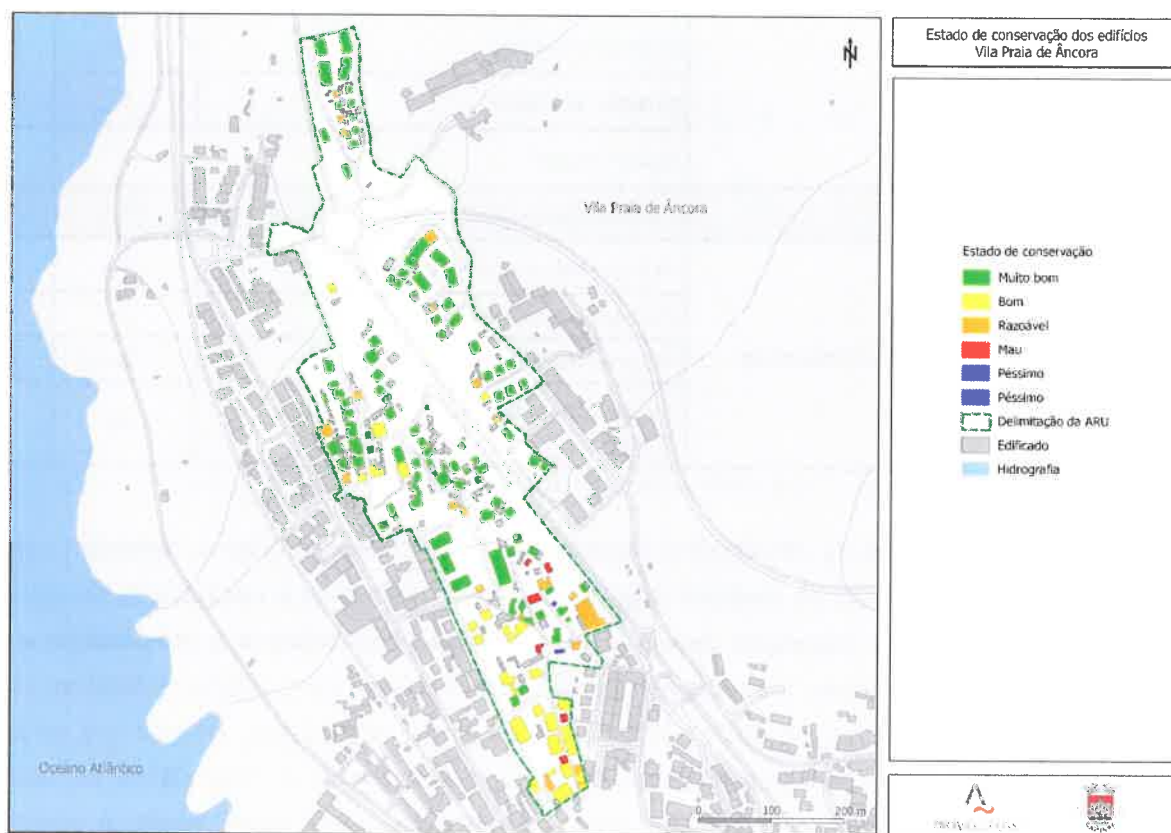 Estado de conservação dos edifícios
Vila Praia de Âncora
N
Vila Praia de Âncora
Estado de conservação
Muito bom
Bom
Razoável
Mau
Péssimo
Péssimo
Delimitação da ARU
Edificado
Hidrografia
Oceano Atlântico
0 100 200 m